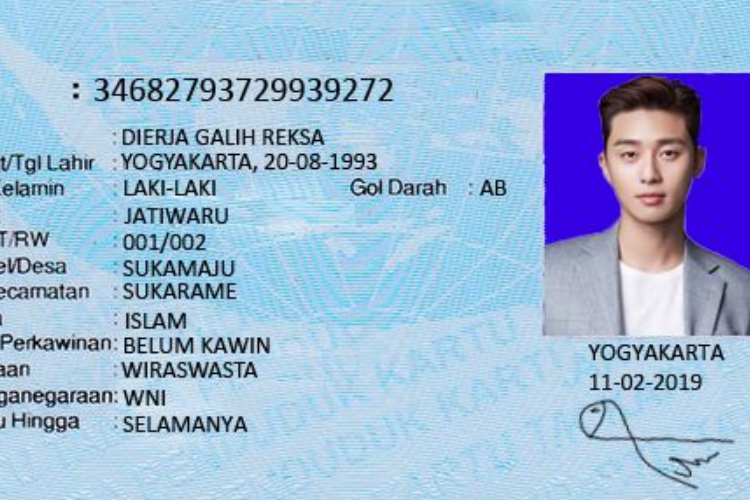 : 34682793729939272
: DIERJA GALIH REKSA
t/Tgl Lahir : YOGYAKARTA, 20-08-1993
elamin : LAKI-LAKI Gol Darah : AB
: JATIWARU
T/RW : 001/002
el/Desa : SUKAMAJU
ecamatan : SUKARAME
: ISLAM
Perkawinan: BELUM KAWIN
aan : WIRASWASTA
ganegaraan: WNI
u Hingga : SELAMANYA
YOGYAKARTA
11-02-2019